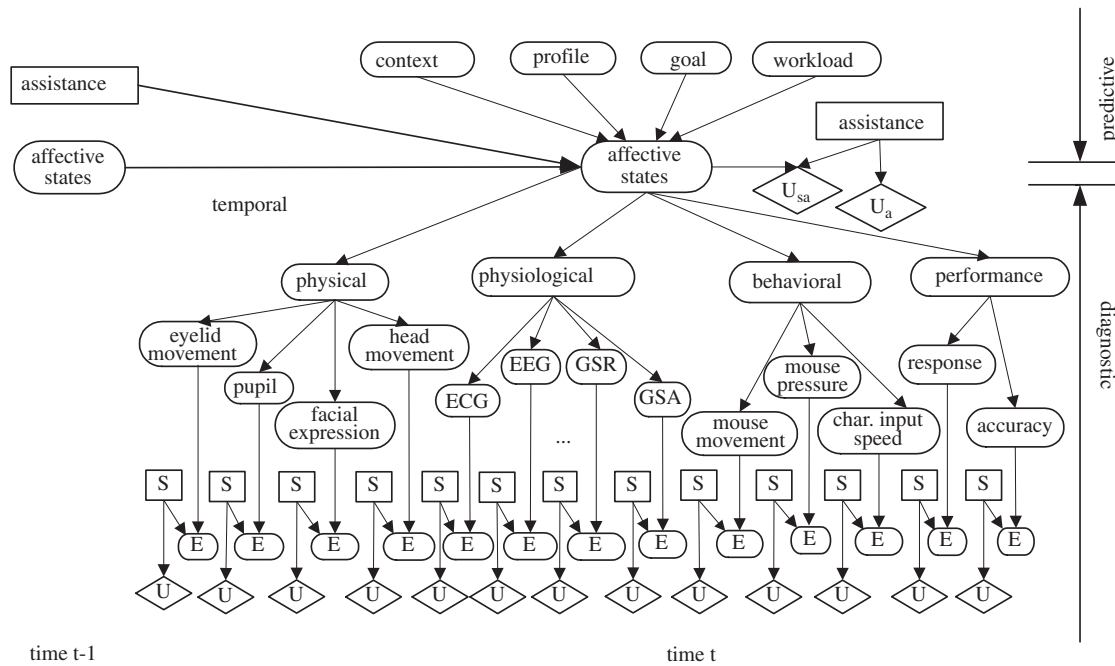 context
profile
goal
workload
assistance
assistance
predictive
affective
states
affective
states
U_sa
U_a
temporal
physical
physiological
behavioral
performance
diagnostic
eyelid
movement
head
movement
EEG
GSR
mouse
pressure
response
pupil
ECG
GSA
facial
expression
mouse
movement
char. input
speed
accuracy
...
S S S S S S S S S S S S S
E E E E E E E E E E E E E
U U U U U U U U U U U U U
time t-1
time t